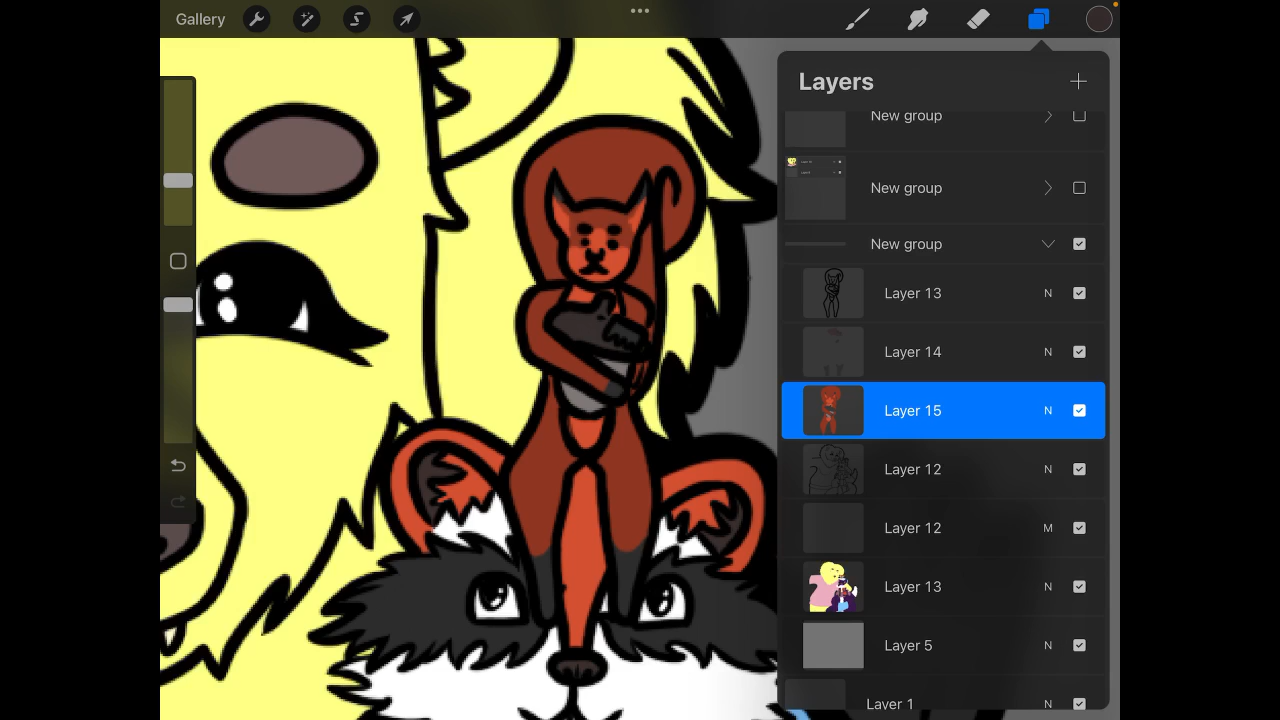 Gallery
Layers
New group
New group
New group
Layer 13 N
Layer 14 N
Layer 15 N
Layer 12 N
Layer 12 M
Layer 13 N
Layer 5 N
Layer 1 N